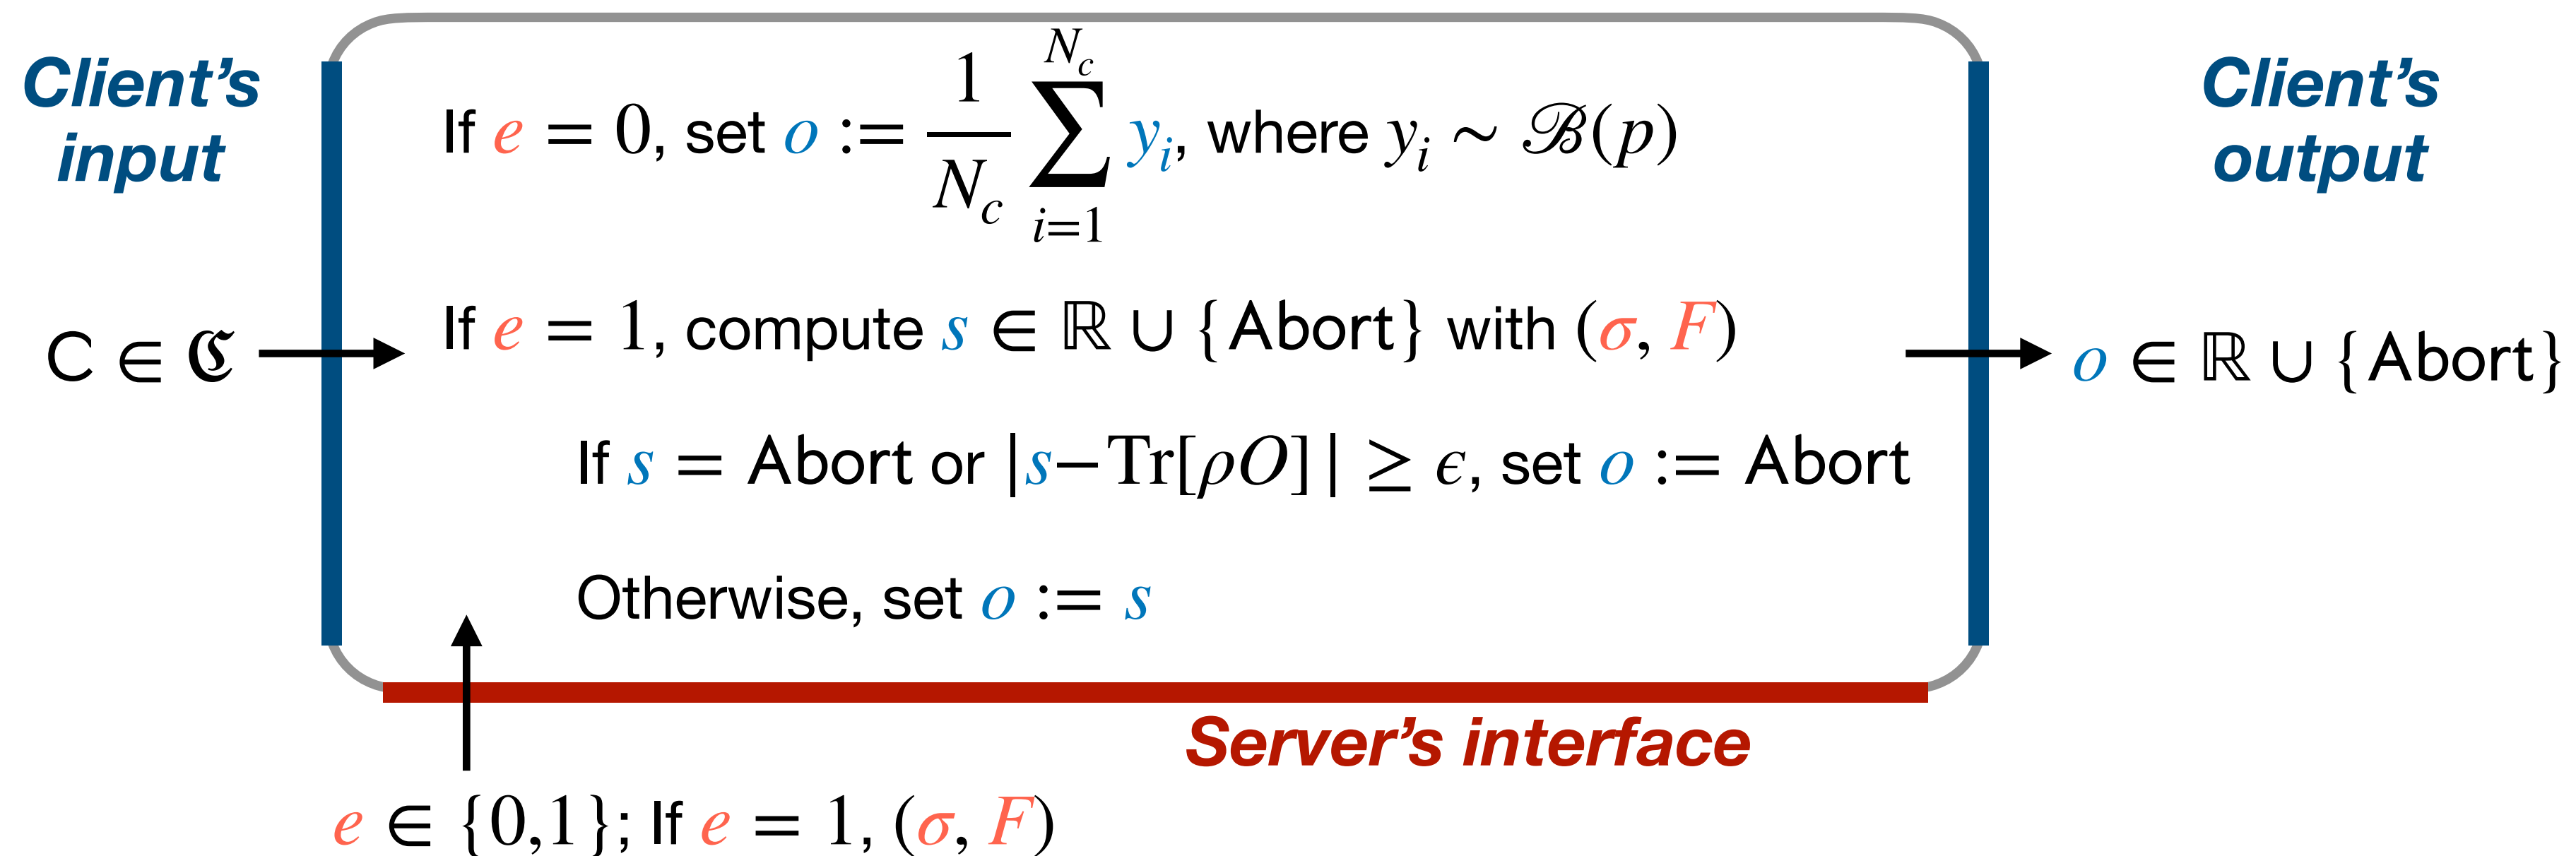 Client’s input
If e = 0, set o := 1/N_c ∑_{i=1}^{N_c} y_i, where y_i ∼ ℬ(p)
Client’s output
C ∈ ℭ
If e = 1, compute s ∈ ℝ ∪ {Abort} with (σ, F)
o ∈ ℝ ∪ {Abort}
If s = Abort or |s−Tr[ρO]| ≥ ϵ, set o := Abort
Otherwise, set o := s
Server’s interface
e ∈ {0,1}; If e = 1, (σ, F)